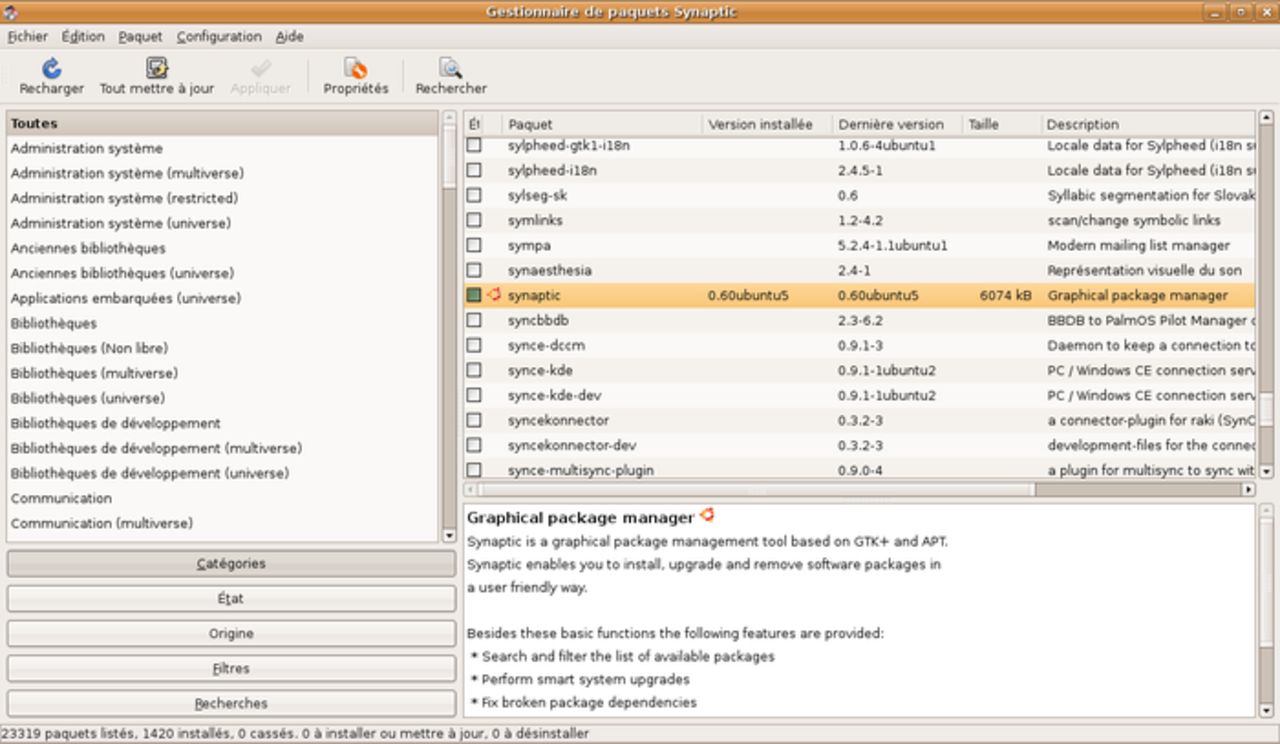 Gestionnaire de paquets Synaptic
Fichier Édition Paquet Configuration Aide
Recharger Tout mettre à jour Appliquer Propriétés Rechercher
Toutes
Administration système
Administration système (multiverse)
Administration système (restricted)
Administration système (universe)
Anciennes bibliothèques
Anciennes bibliothèques (universe)
Applications embarquées (universe)
Bibliothèques
Bibliothèques (Non libre)
Bibliothèques (multiverse)
Bibliothèques (universe)
Bibliothèques de développement
Bibliothèques de développement (multiverse)
Bibliothèques de développement (universe)
Communication
Communication (multiverse)
Catégories
État
Origine
Filtres
Recherches
Ét Paquet Version installée Dernière version Taille Description
sylpheed-gtk1-i18n 1.0.6-4ubuntu1 Locale data for Sylpheed (i18n su
sylpheed-i18n 2.4.5-1 Locale data for Sylpheed (i18n su
sylseg-sk 0.6 Syllabic segmentation for Slovak
symlinks 1.2-4.2 scan/change symbolic links
sympa 5.2.4-1.1ubuntu1 Modern mailing list manager
synaesthesia 2.4-1 Représentation visuelle du son
synaptic 0.60ubuntu5 0.60ubuntu5 6074 kB Graphical package manager
syncbbdb 2.3-6.2 BBDB to PalmOS Pilot Manager c
synce-dccm 0.9.1-3 Daemon to keep a connection to
synce-kde 0.9.1-1ubuntu2 PC / Windows CE connection serv
synce-kde-dev 0.9.1-1ubuntu2 PC / Windows CE connection serv
syncekonnector 0.3.2-3 a connector-plugin for raki (SynC
syncekonnector-dev 0.3.2-3 development-files for the connec
synce-multisync-plugin 0.9.0-4 a plugin for multisync to sync wit
Graphical package manager
Synaptic is a graphical package management tool based on GTK+ and APT.
Synaptic enables you to install, upgrade and remove software packages in
a user friendly way.
Besides these basic functions the following features are provided:
* Search and filter the list of available packages
* Perform smart system upgrades
* Fix broken package dependencies
23319 paquets listés, 1420 installés, 0 cassés. 0 à installer ou mettre à jour, 0 à désinstaller